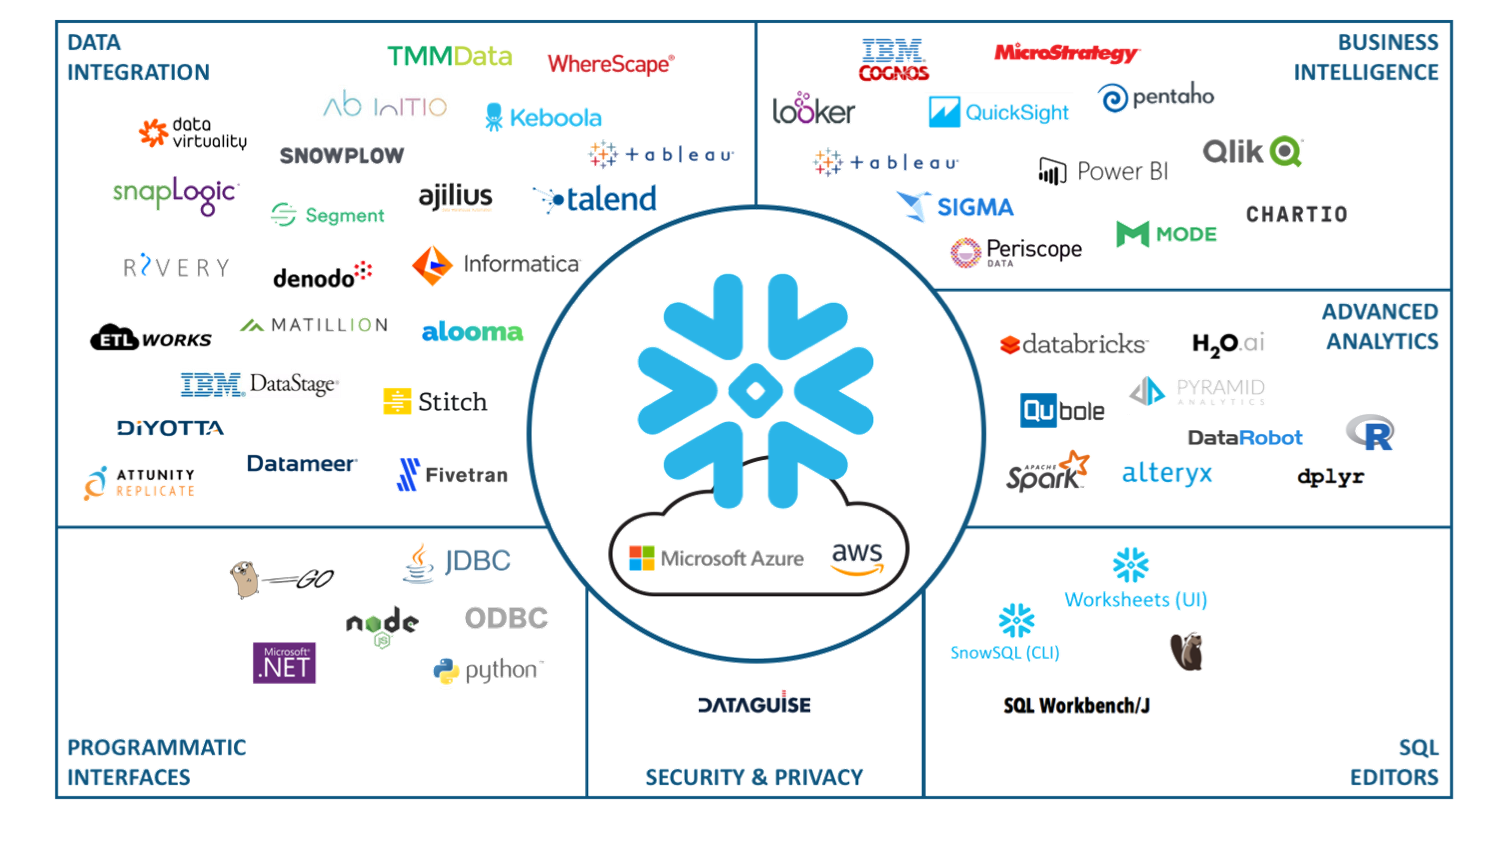 DATA
INTEGRATION
TMMData
WhereScape®
Ab InITIO
Keboola
data
virtuality
SNOWPLOW
+ a b | e a u
snapLogic
Segment
ajilius
talend
RIVERY
denodo
Informatica
ETL WORKS
MATILLION
alooma
IBM® DataStage®
Stitch
DiYOTTA
ATTUNITY
REPLICATE
Datameer
Fivetran
BUSINESS
INTELLIGENCE
IBM®
COGNOS
MicroStrategy
looker
QuickSight
pentaho
+ a b | e a u
Power BI
Qlik
SIGMA
CHARTIO
MODE
Periscope
DATA
ADVANCED
ANALYTICS
databricks
H2O.ai
PYRAMID
ANALYTICS
Qubole
DataRobot
R
APACHE
Spark™
alteryx
dplyr
Microsoft Azure
aws
GO
JDBC
node
JS
ODBC
Microsoft®
.NET
python™
PROGRAMMATIC
INTERFACES
DATAGUISE
SECURITY & PRIVACY
Worksheets (UI)
SnowSQL (CLI)
SQL Workbench/J
SQL
EDITORS